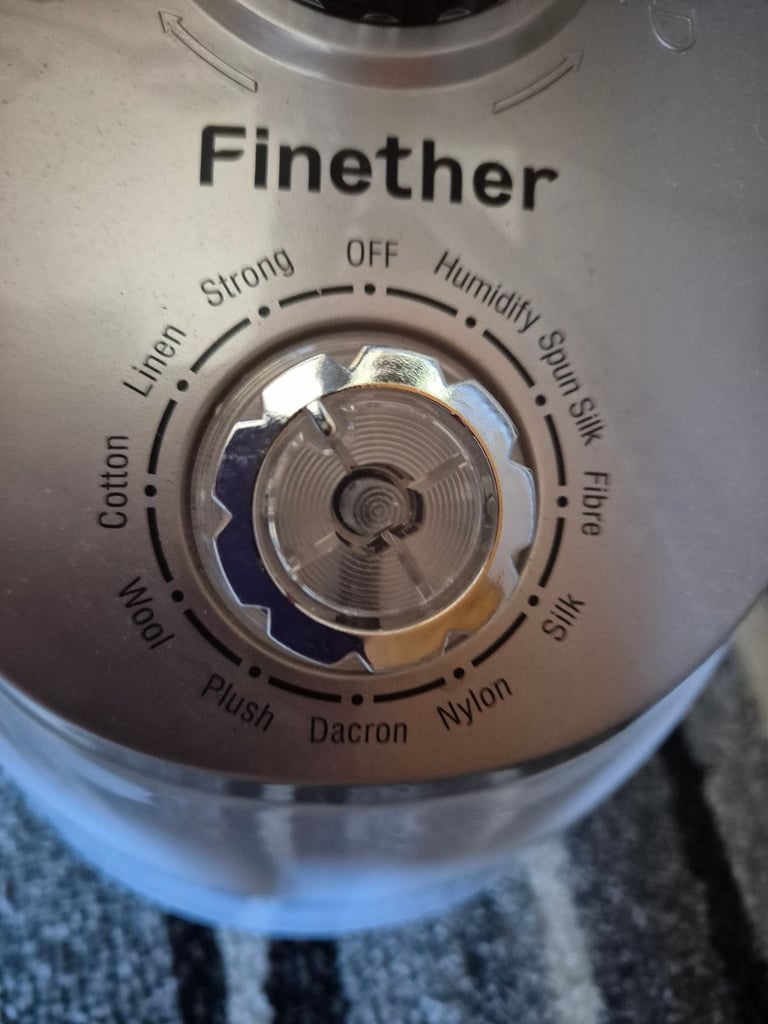 Finether
OFF
Humidify
Spun Silk
Fibre
Silk
Nylon
Dacron
Plush
Wool
Cotton
Linen
Strong